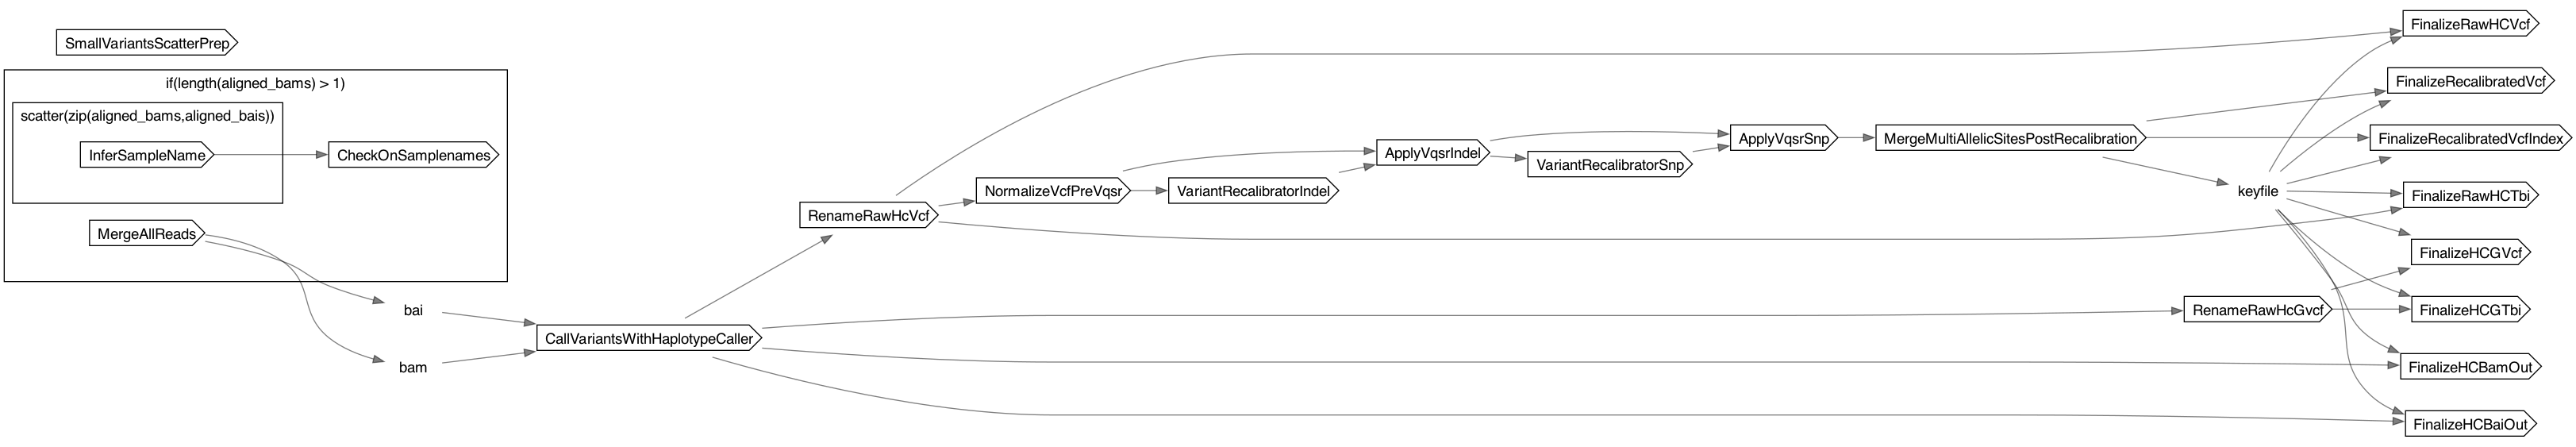 SmallVariantsScatterPrep
if(length(aligned_bams) > 1)
scatter(zip(aligned_bams,aligned_bais))
InferSampleName
CheckOnSamplenames
MergeAllReads
bai
bam
CallVariantsWithHaplotypeCaller
RenameRawHcVcf
NormalizeVcfPreVqsr
VariantRecalibratorIndel
ApplyVqsrIndel
VariantRecalibratorSnp
ApplyVqsrSnp
MergeMultiAllelicSitesPostRecalibration
keyfile
RenameRawHcGvcf
FinalizeRawHCVcf
FinalizeRecalibratedVcf
FinalizeRecalibratedVcfIndex
FinalizeRawHCTbi
FinalizeHCGVcf
FinalizeHCGTbi
FinalizeHCBamOut
FinalizeHCBaiOut